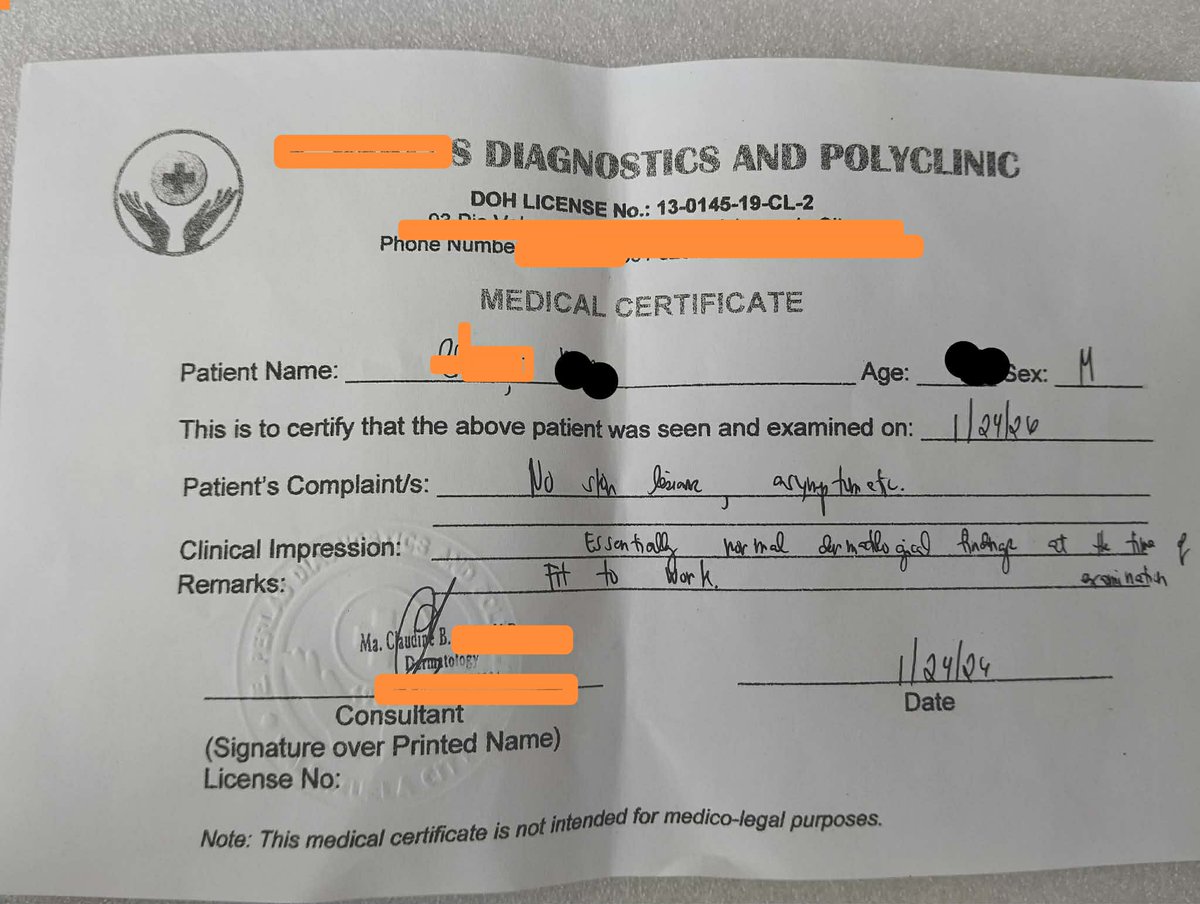 S DIAGNOSTICS AND POLYCLINIC
DOH LICENSE No.: 13-0145-19-CL-2
Phone Numbe
MEDICAL CERTIFICATE
Patient Name: Age: Sex: M
This is to certify that the above patient was seen and examined on: 1/24/26
Patient's Complaint/s: No skin lesions, asymptomatic.
Clinical Impression: Essentially normal dermatological findings at the time of
examination
Remarks: Fit to work.
Ma. Claudine B.
Dermatology
1/24/26
Consultant
Date
(Signature over Printed Name)
License No:
Note: This medical certificate is not intended for medico-legal purposes.